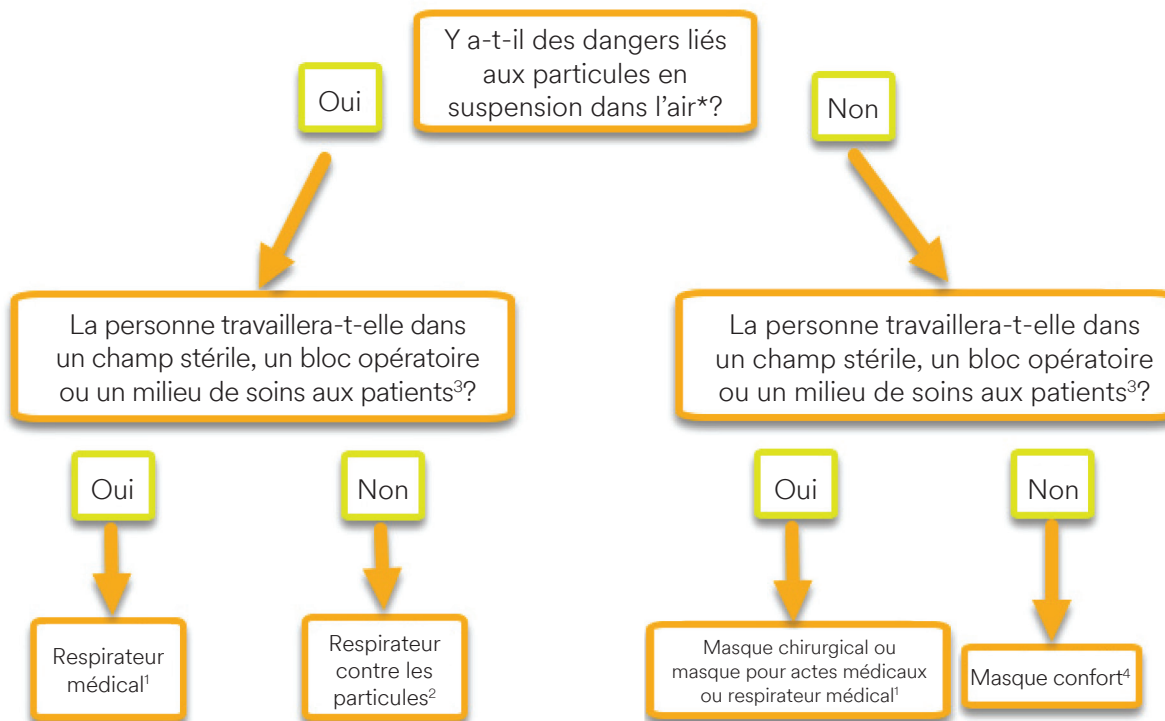 Y a-t-il des dangers liés
aux particules en
suspension dans l'air*?
Oui
Non
La personne travaillera-t-elle dans
un champ stérile, un bloc opératoire
ou un milieu de soins aux patients³?
La personne travaillera-t-elle dans
un champ stérile, un bloc opératoire
ou un milieu de soins aux patients³?
Oui
Non
Oui
Non
Respirateur
médical¹
Respirateur
contre les
particules²
Masque chirurgical ou
masque pour actes médicaux
ou respirateur médical¹
Masque confort⁴